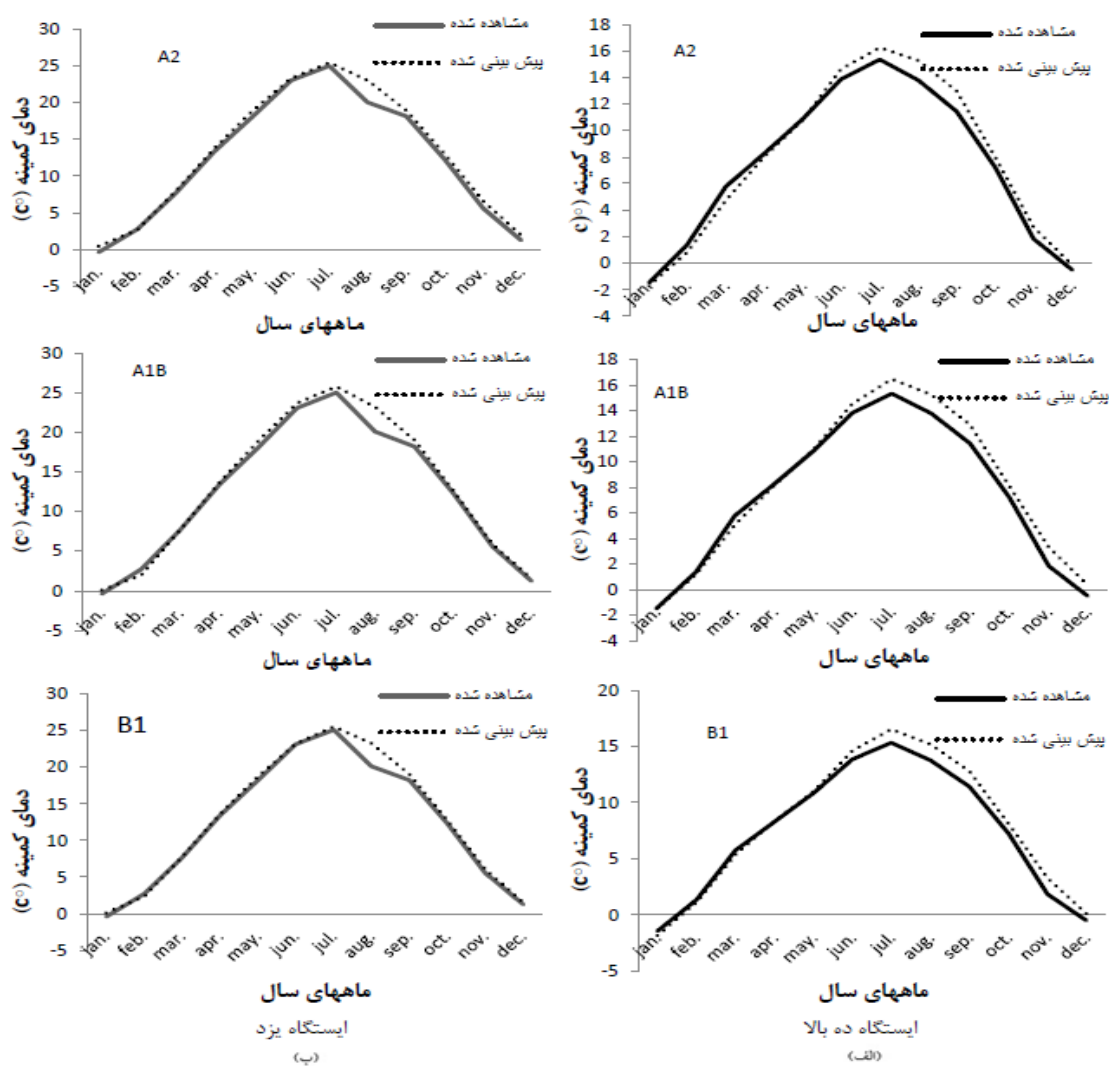 30
25
20
15
10
5
0
-5
دمای کمینه (c°)
A2
مشاهده شده
پیش بینی شده
jan. feb. mar. apr. may. jun. jul. aug. sep. oct. nov. dec.
ماههای سال
18
16
14
12
10
8
6
4
2
0
-2
-4
دمای کمینه (c)°
A2
مشاهده شده
پیش بینی شده
jan. feb. mar. apr. may. jun. jul. aug. sep. oct. nov. dec.
ماههای سال
30
25
20
15
10
5
0
-5
دمای کمینه (c°)
A1B
مشاهده شده
پیش بینی شده
jan. feb. mar. apr. may. jun. jul. aug. sep. oct. nov. dec.
ماههای سال
18
16
14
12
10
8
6
4
2
0
-2
-4
دمای کمینه (c°)
A1B
مشاهده شده
پیش بینی شده
jan. feb. mar. apr. may. jun. jul. aug. sep. oct. nov. dec.
ماههای سال
30
25
20
15
10
5
0
-5
دمای کمینه (c°)
B1
مشاهده شده
پیش بینی شده
jan. feb. mar. apr. may. jun. jul. aug. sep. oct. nov. dec.
ماههای سال
ایستگاه یزد
(ب)
20
15
10
5
0
-5
دمای کمینه (c°)
B1
مشاهده شده
پیش بینی شده
jan. feb. mar. apr. may. jun. jul. aug. sep. oct. nov. dec.
ماههای سال
ایستگاه ده بالا
(الف)